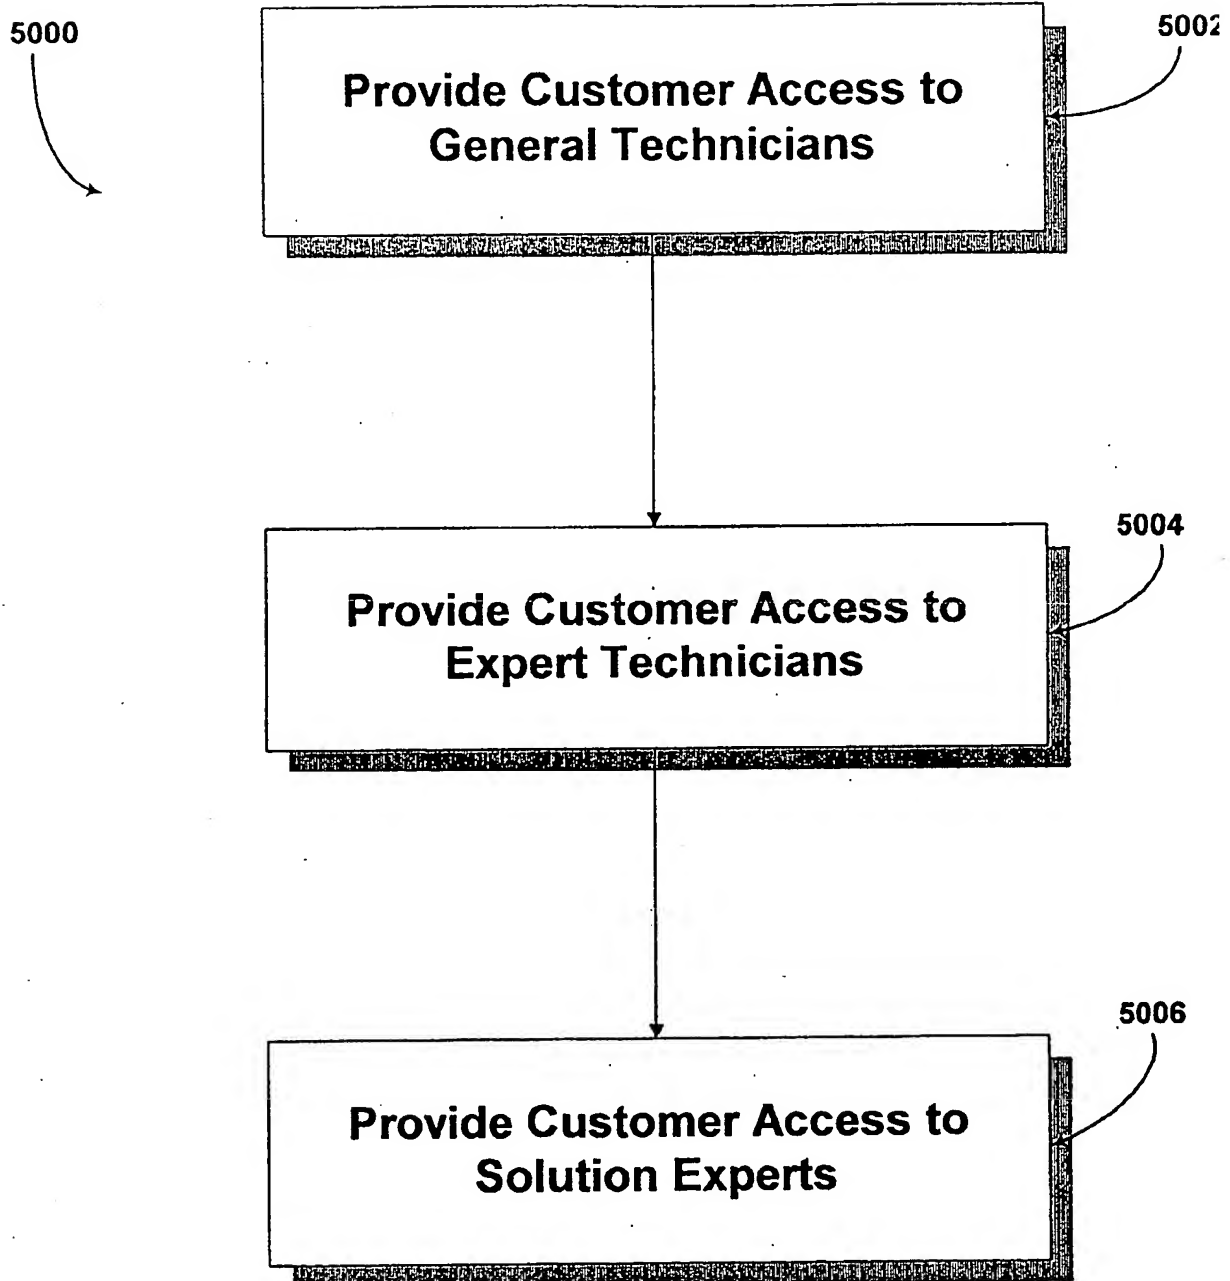 5000
5002
Provide Customer Access to
General Technicians
5004
Provide Customer Access to
Expert Technicians
5006
Provide Customer Access to
Solution Experts